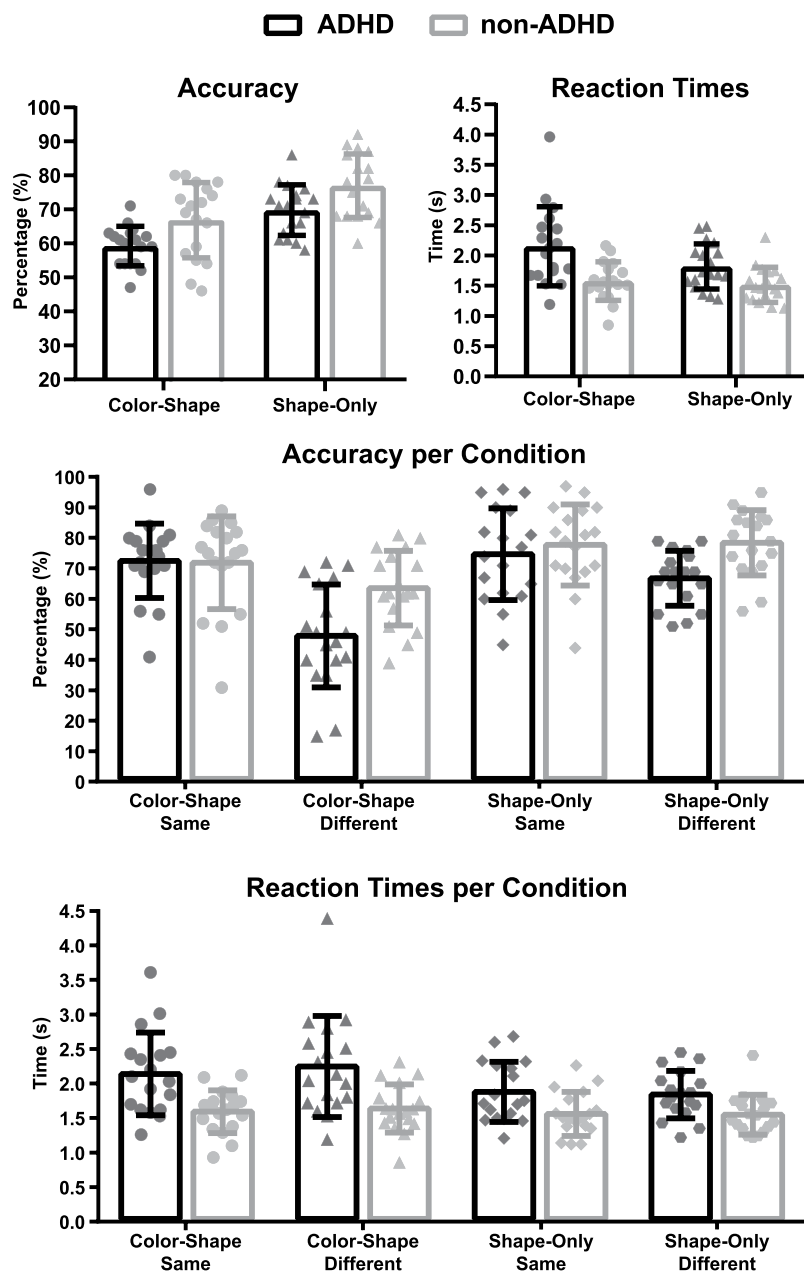 ADHD non-ADHD
Accuracy
Percentage (%)
100
90
80
70
60
50
40
30
20
Color-Shape Shape-Only
Reaction Times
Time (s)
4.5
4.0
3.5
3.0
2.5
2.0
1.5
1.0
0.5
0.0
Color-Shape Shape-Only
Accuracy per Condition
Percentage (%)
100
90
80
70
60
50
40
30
20
10
0
Color-Shape Color-Shape Shape-Only Shape-Only
Same Different Same Different
Reaction Times per Condition
Time (s)
4.5
4.0
3.5
3.0
2.5
2.0
1.5
1.0
0.5
0.0
Color-Shape Color-Shape Shape-Only Shape-Only
Same Different Same Different